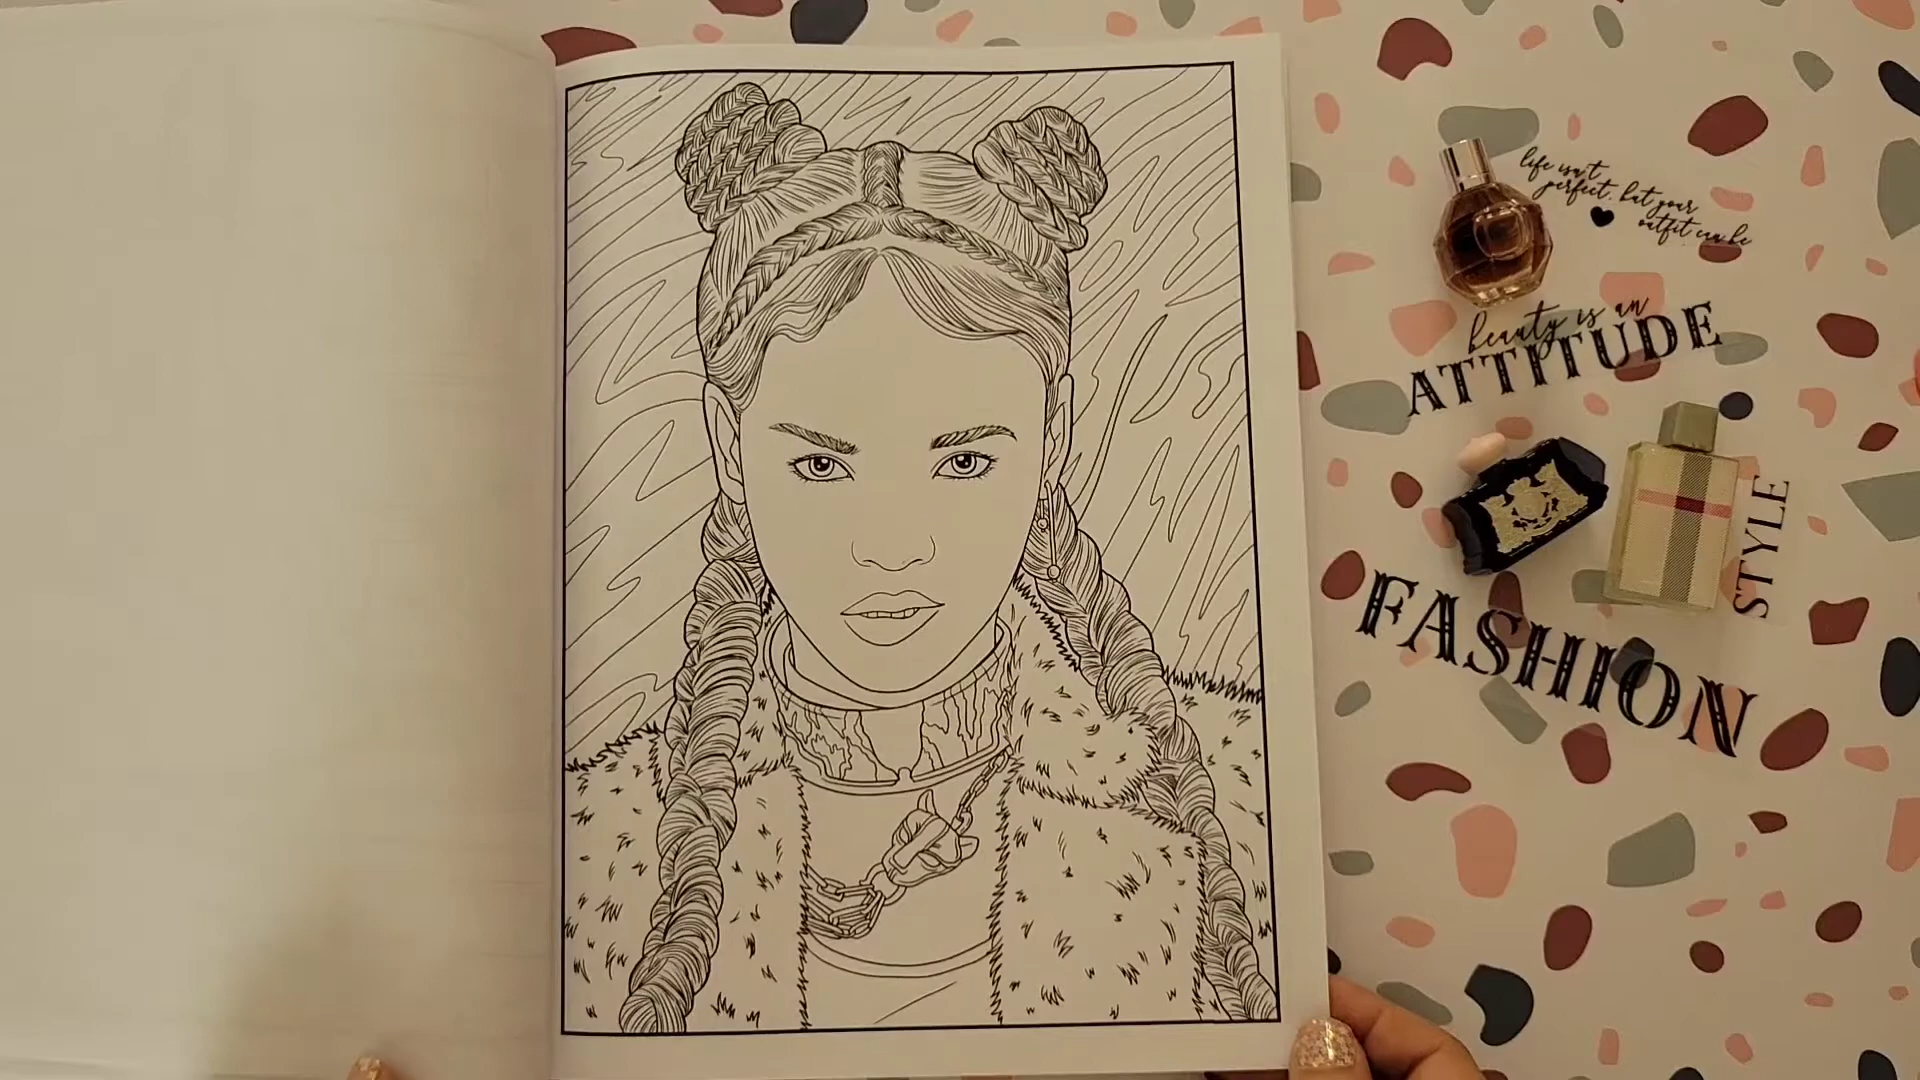 life isn't
perfect, but your
outfit can be
beauty is an
ATTITUDE
STYLE
FASHION